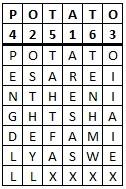 P O T A T O
4 2 5 1 6 3
P O T A T O
E S A R E I
N T H E N I
G H T S H A
D E F A M I
L Y A S W E
L L X X X X